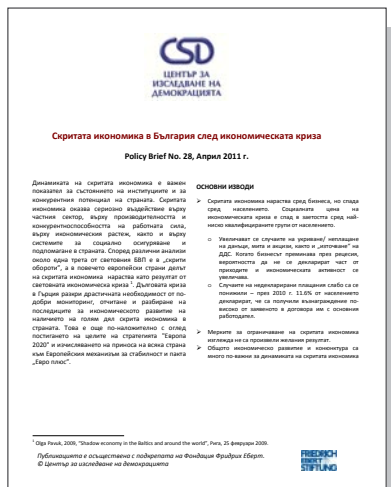 CSD
ЦЕНТЪР ЗА
ИЗСЛЕДВАНЕ НА
ДЕМОКРАЦИЯТА
Скритата икономика в България след икономическата криза
Policy Brief No. 28, Април 2011 г.
Динамиката на скритата икономика е важен
показател за състоянието на институциите и за
конкурентния потенциал на страната. Скритата
икономика оказва сериозно въздействие върху
частния сектор, върху производителността и
конкурентноспособността на работната сила,
върху икономическия растеж, както и върху
системите за социално осигуряване и
подпомагане в страната. Според различни анализи
около една трета от световния БВП е в „скрити
обороти“, а в повечето европейски страни делът
на скритата икономика нараства като резултат от
световната икономическа криза 1. Дълговата криза
в Гърция разкри драстичната необходимост от по-
добри мониторинг, отчитане и разбиране на
последиците за икономическото развитие на
наличието на голям дял скрита икономика в
страната. Това е още по-наложително с оглед
постигането на целите на стратегията "Европа
2020" и изчисляването на приноса на всяка страна
към Европейския механизъм за стабилност и пакта
„Евро плюс“.
ОСНОВНИ ИЗВОДИ
➢ Скритата икономика нараства сред бизнеса, но спада
сред населението. Социалната цена на
икономическата криза е спад в заетостта сред най-
ниско квалифицираните групи от населението.
o Увеличават се случаите на укриване/ неплащане
на данъци, мита и акцизи, както и „източване“ на
ДДС. Когато бизнесът преминава през рецесия,
вероятността да не се декларират част от
приходите и икономическата активност се
увеличава.
o Случаите на недекларирани плащания слабо са се
понижили – през 2010 г. 11.6% от населението
декларират, че са получили възнаграждение по-
високо от заменото в договора им с основния
работодател.
➢ Мерките за ограничаване на скритата икономика
изглежда не са произвели желания резултат.
➢ Общото икономическо развитие и конюнктура са
много по-важни за динамиката на скритата икономика
1 Olga Pavuk, 2009, "Shadow economy in the Baltics and around the world", Рига, 25 февруари 2009.
Публикацията е осъществена с подкрепата на Фондация Фридрих Еберт.
© Център за изследване на демокрацията
FRIEDRICH
EBERT
STIFTUNG